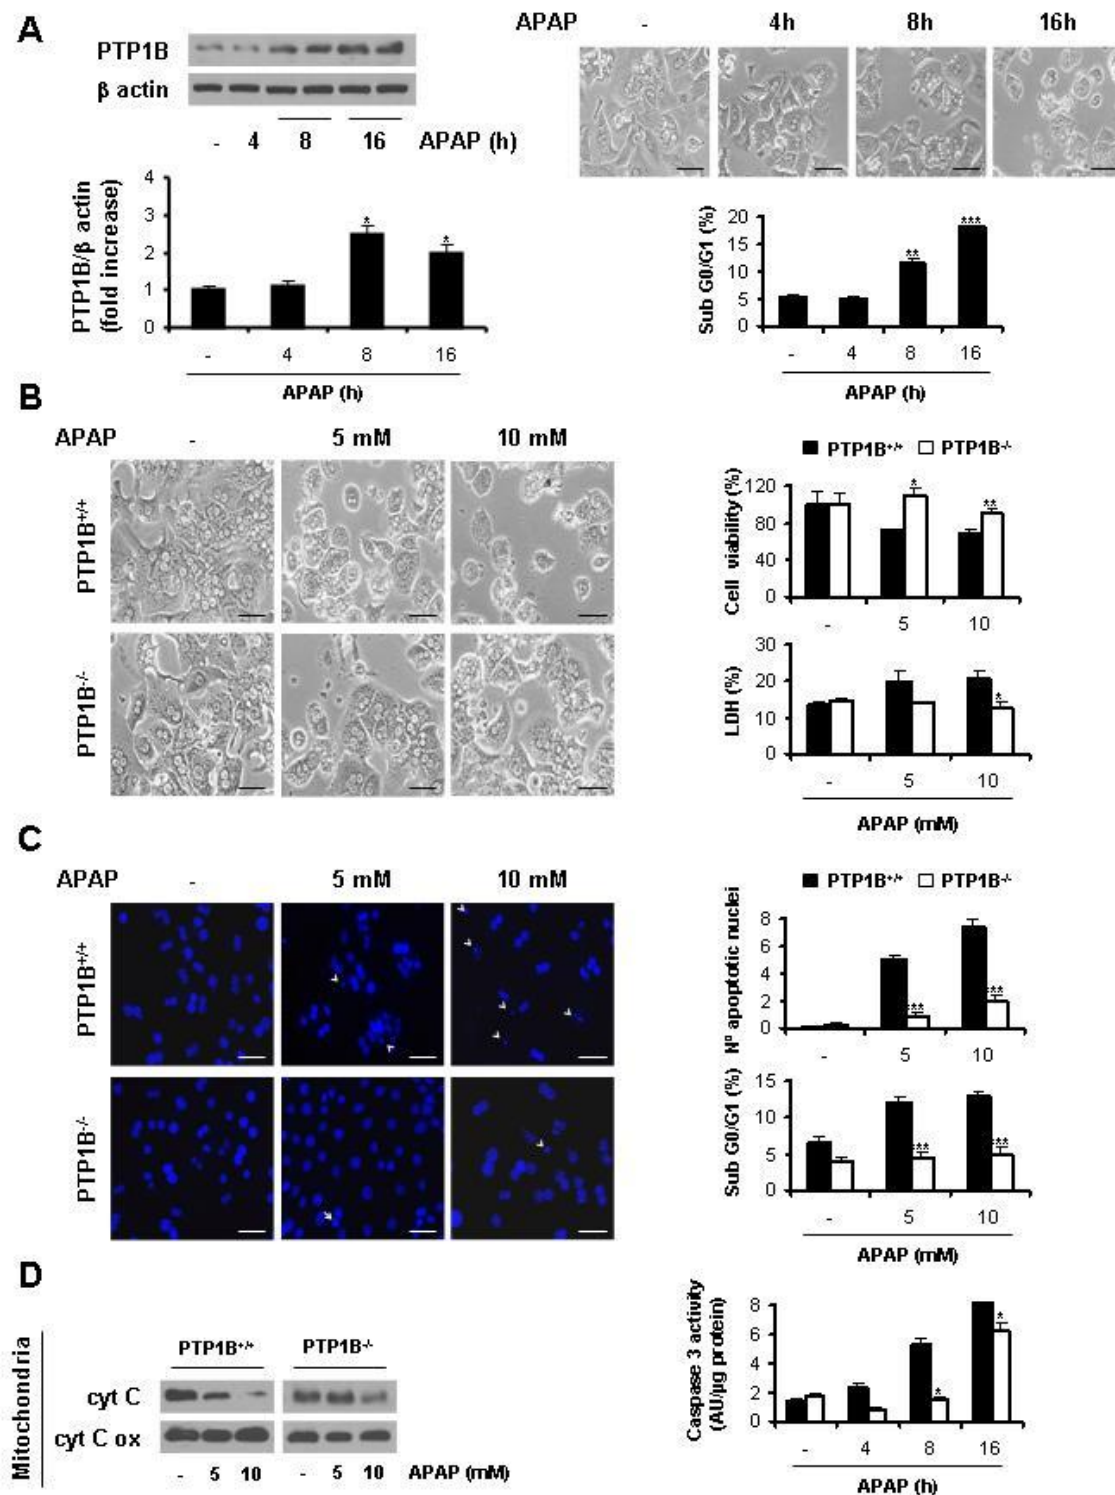 A
PTP1B
β actin
- 4 8 16 APAP (h)
PTP1B/β actin
(fold increase)
4
3
2
1
0
* *
- 4 8 16
APAP (h)
APAP - 4h 8h 16h
Sub G0/G1 (%)
20
15
10
5
0
** ***
- 4 8 16
APAP (h)
B
APAP - 5 mM 10 mM
PTP1B+/+
PTP1B-/-
PTP1B+/+ PTP1B-/-
Cell viability (%)
120
80
40
0
* **
- 5 10
LDH (%)
30
20
10
0
*
- 5 10
APAP (mM)
C
APAP - 5 mM 10 mM
PTP1B+/+
PTP1B-/-
PTP1B+/+ PTP1B-/-
Nº apoptotic nuclei
8
6
4
2
0
*** ***
- 5 10
Sub G0/G1 (%)
15
10
5
0
*** ***
- 5 10
APAP (mM)
D
Mitochondria
PTP1B+/+ PTP1B-/-
cyt C
cyt C ox
- 5 10 - 5 10 APAP (mM)
Caspase 3 activity
(AU/µg protein)
8
6
4
2
0
* *
- 4 8 16
APAP (h)